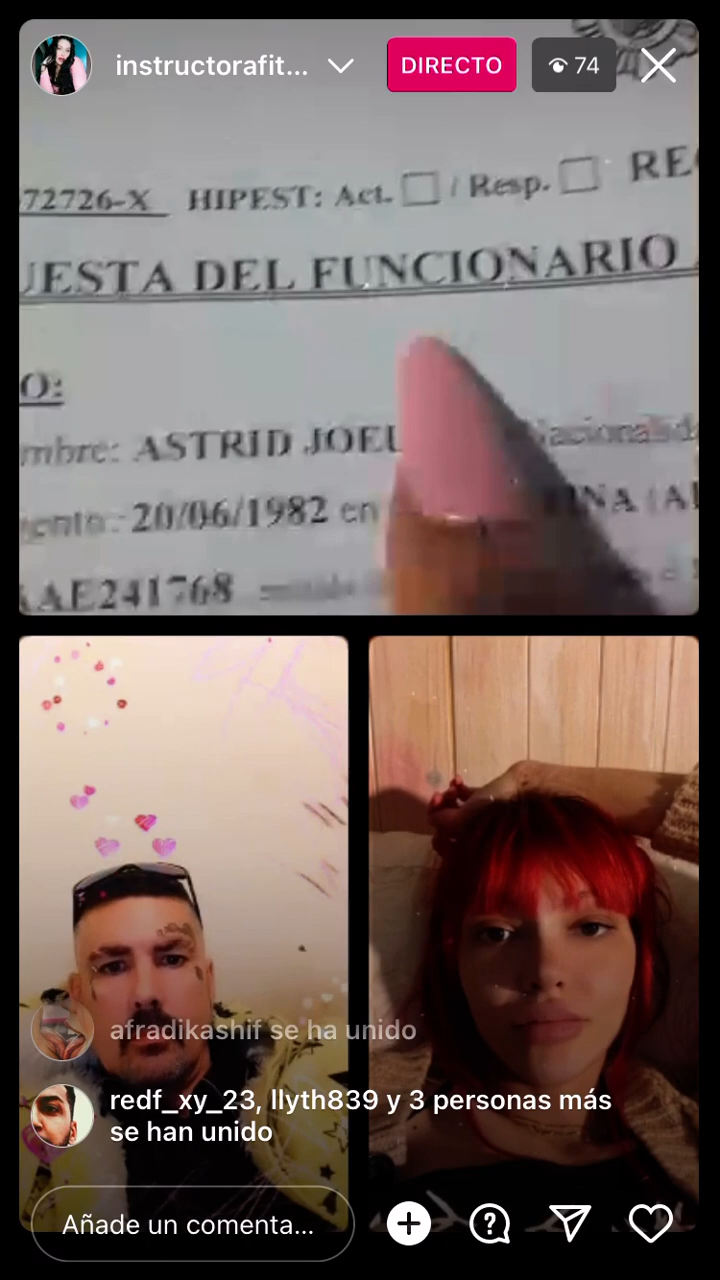 instructorafit...
DIRECTO
74
72726-X HIPEST: Act. / Resp.
UESTA DEL FUNCIONARIO
O:
mbre: ASTRID JOEL
20/06/1982 en
AE241768
afradikashif se ha unido
redf_xy_23, llyth839 y 3 personas más
se han unido
Añade un comenta...